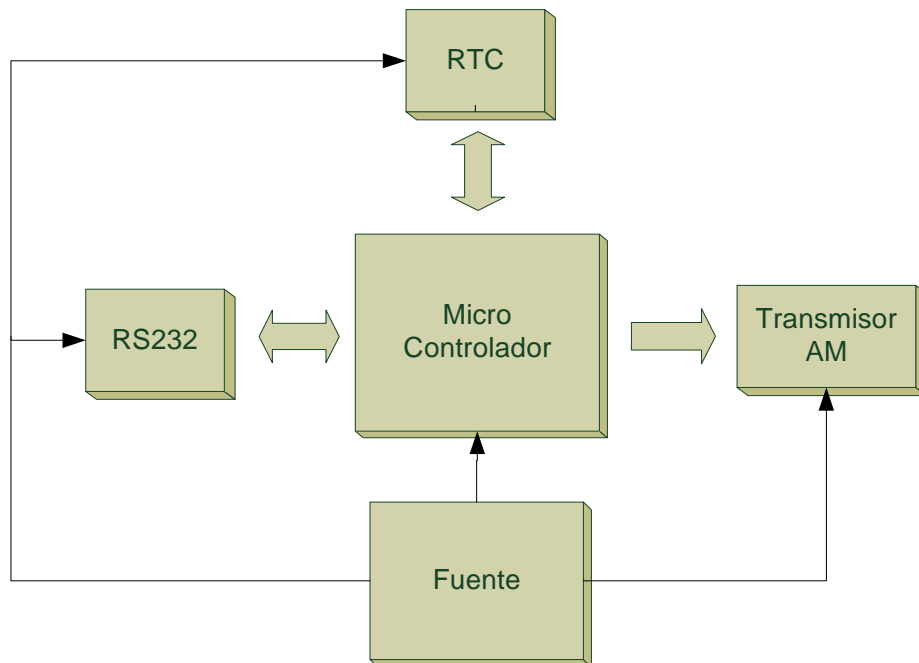 RTC
RS232
Micro
Controlador
Transmisor
AM
Fuente